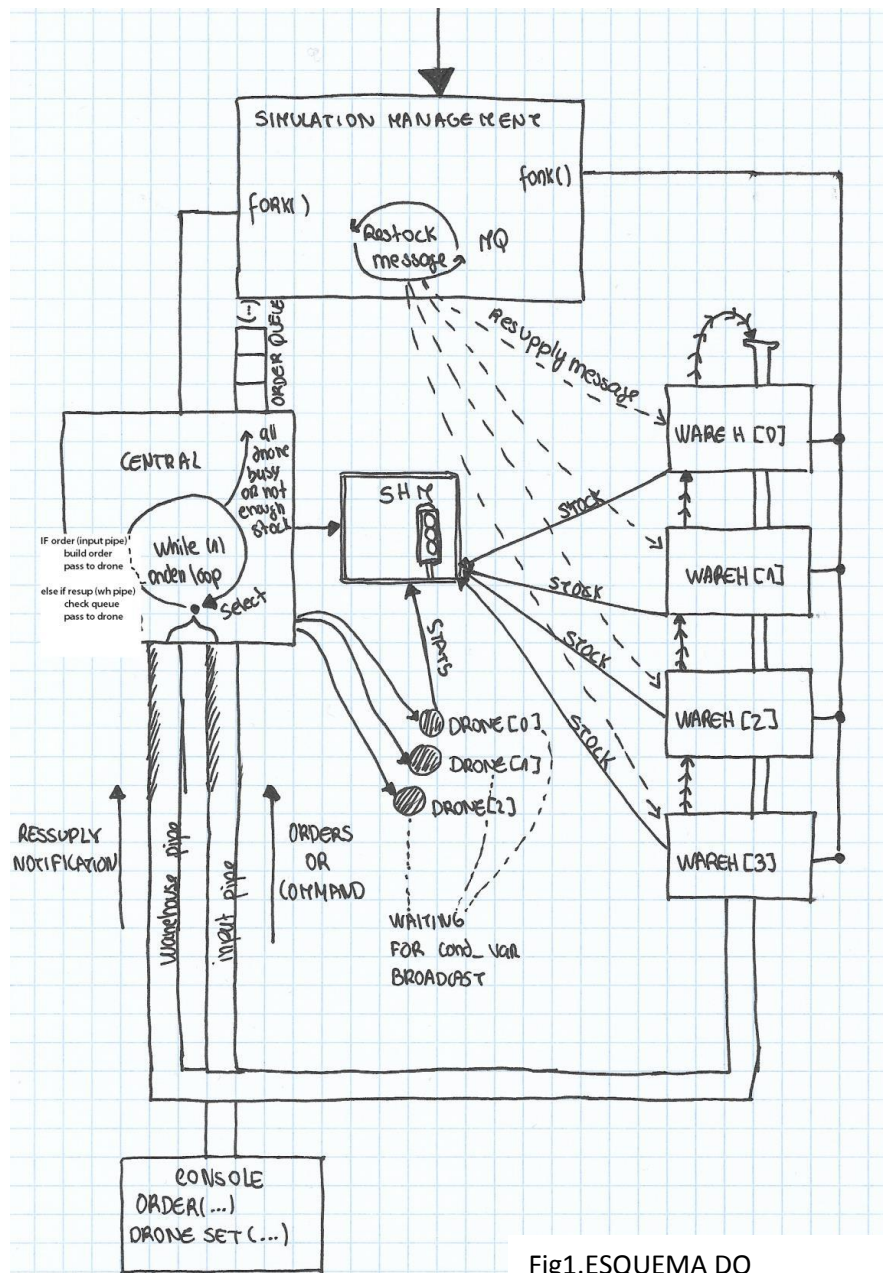 SIMULATION MANAGEMENT
fork()
fork()
Restock
message
MQ
(...)
ORDER QUEUE
Resupply message
WAREH [0]
CENTRAL
all
drone
busy
or not
enough
stock
SHM
STOCK
IF order (input pipe)
build order
pass to drone
else if resup (wh pipe)
check queue
pass to drone
While (1)
order loop
Select
WAREH [1]
STOCK
STATS
STOCK
WAREH [2]
DRONE[0]
DRONE[1]
DRONE[2]
STOCK
WAREH [3]
RESSUPLY
NOTIFICATION
Warehouse pipe
input pipe
ORDERS
OR
COMMAND
WAITING
FOR cond_var
BROADCAST
CONSOLE
ORDER(...)
DRONE SET (...)
Fig1.ESQUEMA DO